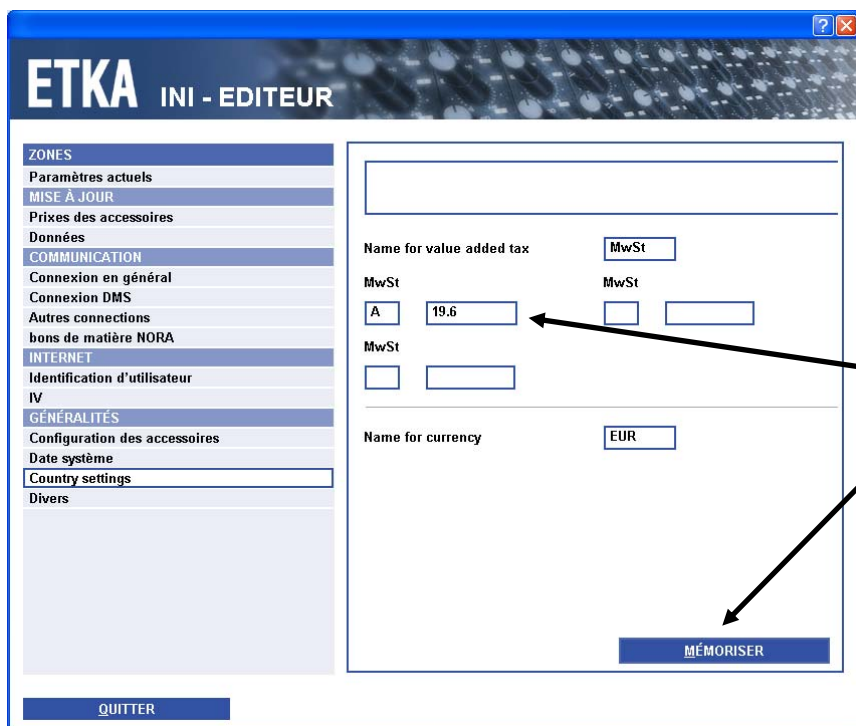 ETKA INI - EDITEUR
ZONES
Paramètres actuels
MISE À JOUR
Prixes des accessoires
Données
COMMUNICATION
Connexion en général
Connexion DMS
Autres connections
bons de matière NORA
INTERNET
Identification d'utilisateur
IV
GÉNÉRALITÉS
Configuration des accessoires
Date système
Country settings
Divers
Name for value added tax MwSt
MwSt MwSt
A 19.6
MwSt
Name for currency EUR
MÉMORISER
QUITTER